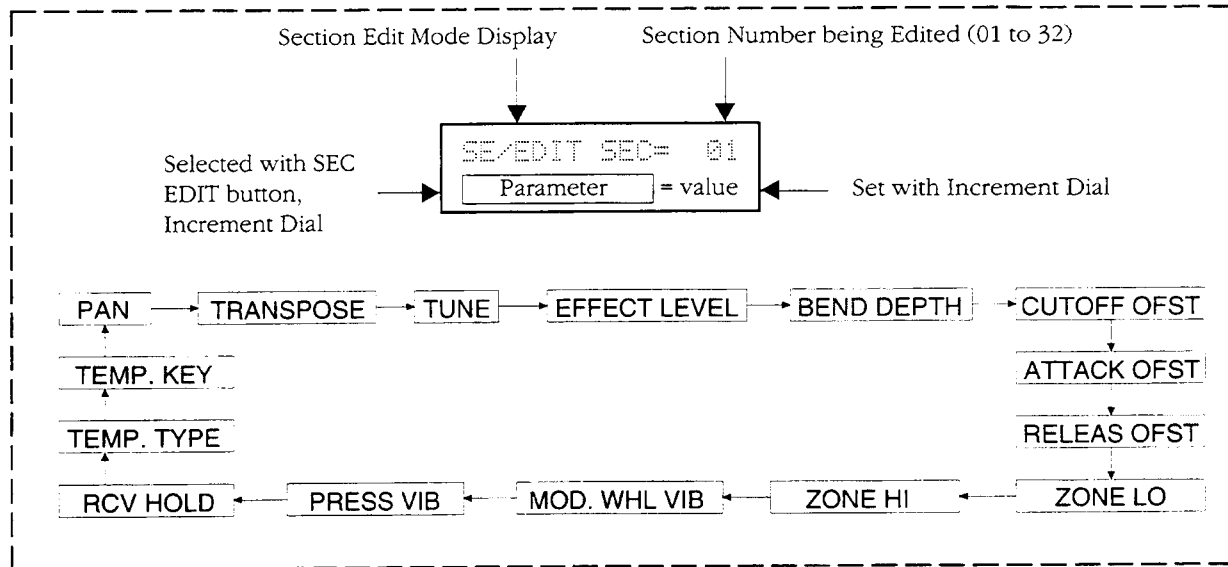 Section Edit Mode Display
Section Number being Edited (01 to 32)
SE/EDIT SEC= 01
Parameter = value
Selected with SEC
EDIT button,
Increment Dial
Set with Increment Dial
PAN TRANSPOSE TUNE EFFECT LEVEL BEND DEPTH CUTOFF OFST
TEMP. KEY ATTACK OFST
TEMP. TYPE RELEAS OFST
RCV HOLD PRESS VIB MOD. WHL VIB ZONE HI ZONE LO